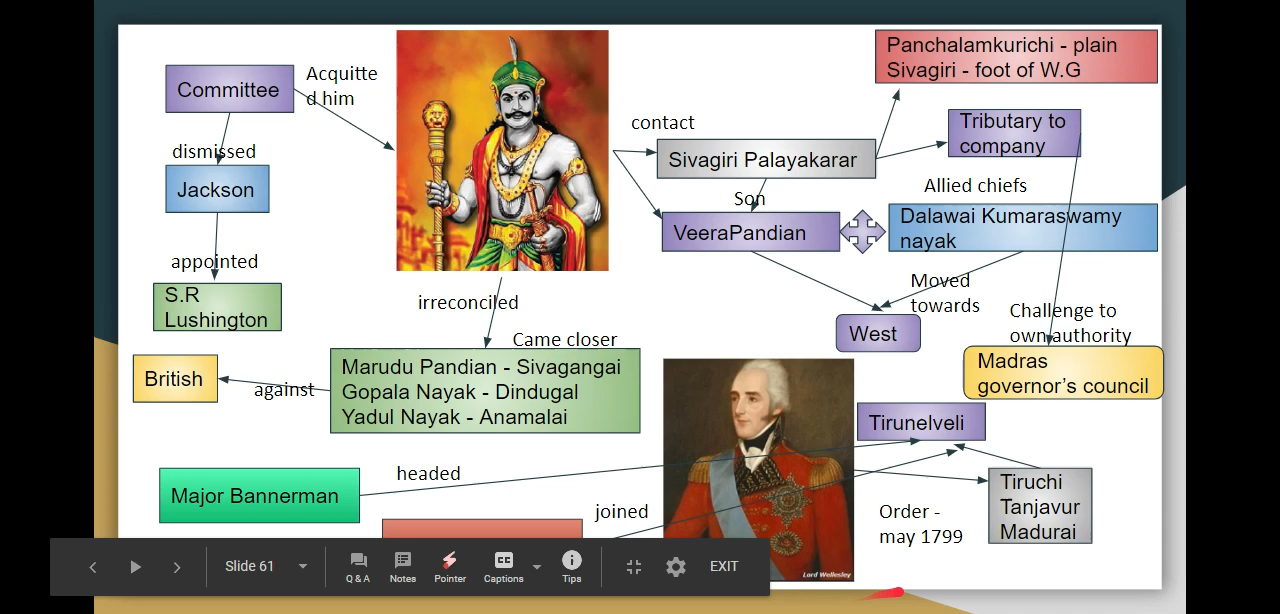 Committee
Acquitte
d him
dismissed
Jackson
appointed
S.R
Lushington
contact
Sivagiri Palayakarar
Panchalamkurichi - plain
Sivagiri - foot of W.G
Tributary to
company
Son
VeeraPandian
Allied chiefs
Dalawai Kumaraswamy
nayak
Moved
towards
West
Challenge to
own authority
Madras
governor's council
irreconciled
Came closer
Marudu Pandian - Sivagangai
Gopala Nayak - Dindugal
Yadul Nayak - Anamalai
against
British
Tirunelveli
headed
Major Bannerman
joined
Order -
may 1799
Tiruchi
Tanjavur
Madurai
Lord Wellesley
Slide 61
Q & A
Notes
Pointer
CC
Captions
Tips
EXIT